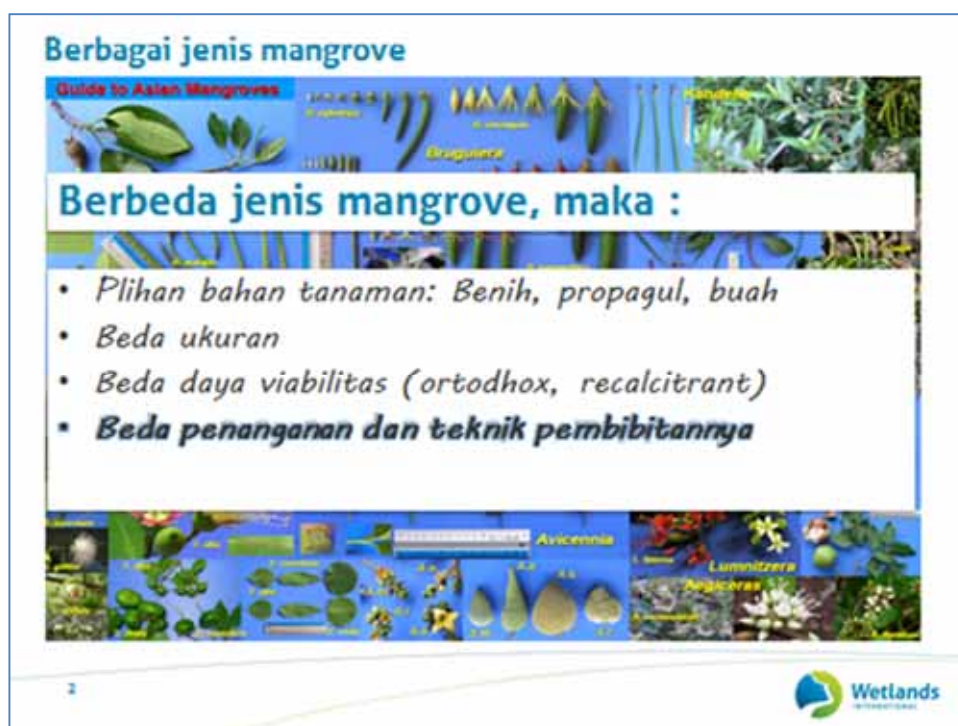 Berbagai jenis mangrove
Guide to Asian Mangroves
Bruguiera
Kandelia
Berbeda jenis mangrove, maka :
• Plihan bahan tanaman: Benih, propagul, buah
• Beda ukuran
• Beda daya viabilitas (ortodhox, recalcitrant)
• Beda penanganan dan teknik pembibitannya
Avicennia
Lumnitzera
Aegiceras
2
Wetlands
INTERNATIONAL